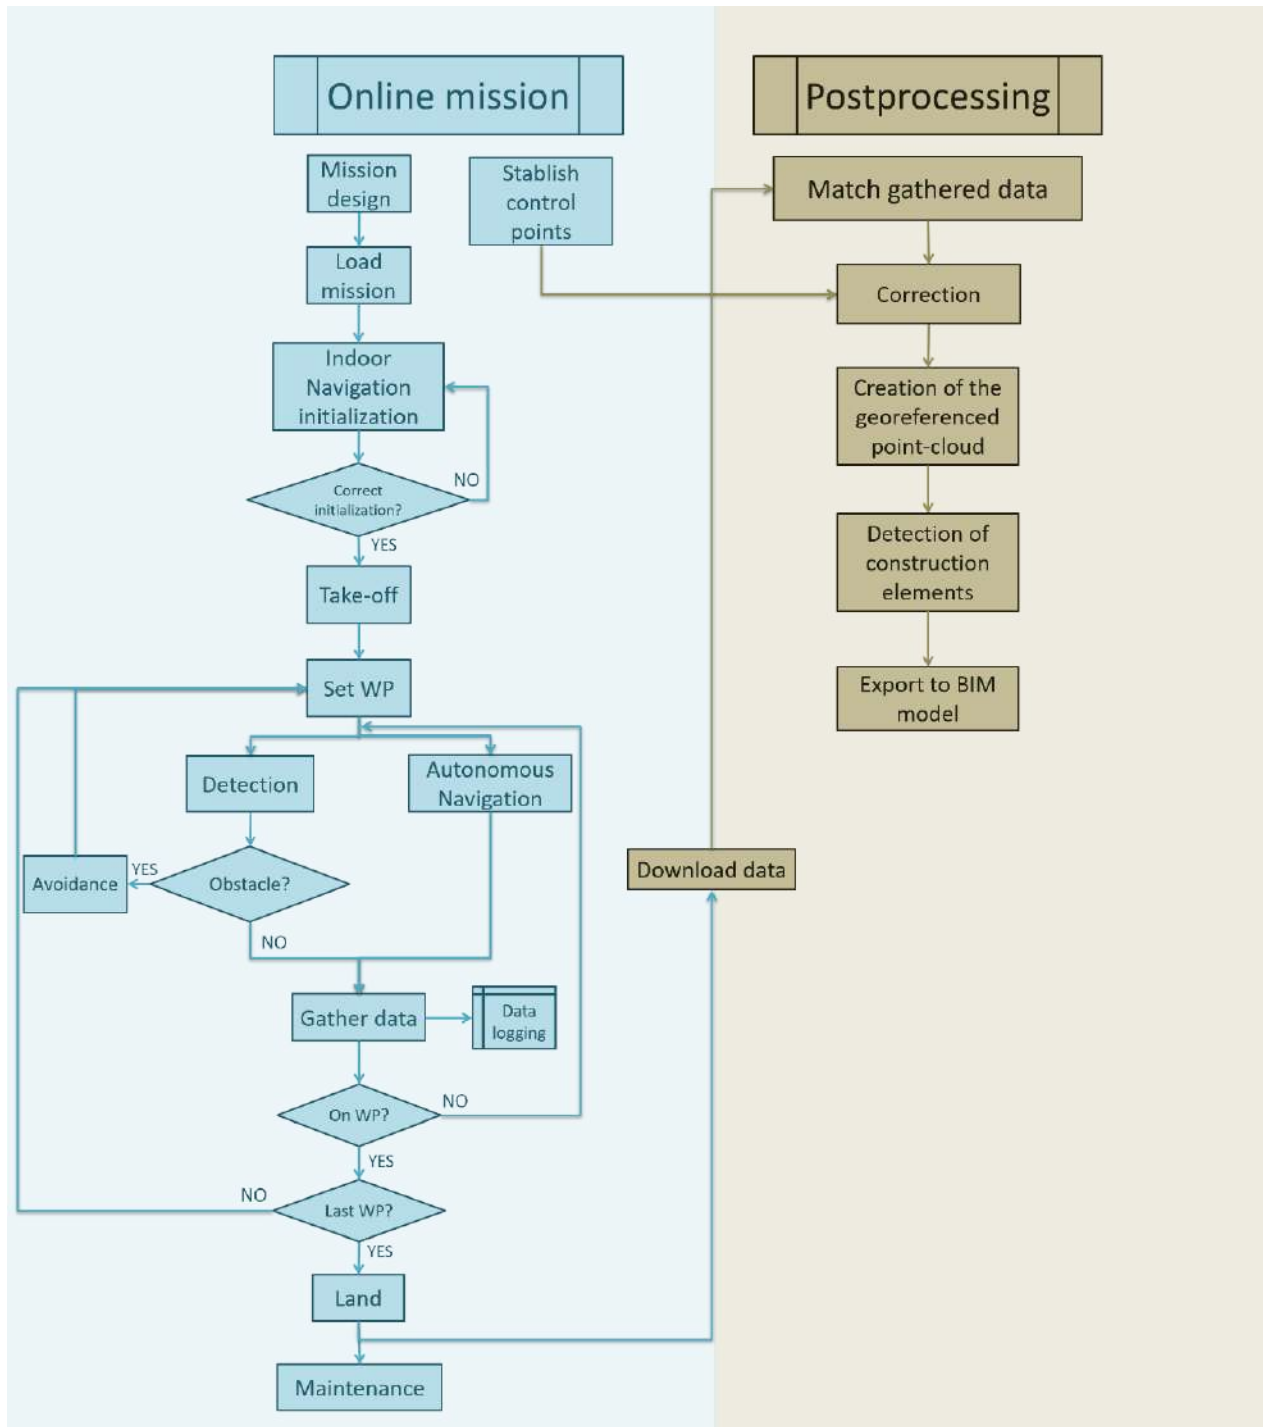 Online mission
Mission
design
Stablish
control
points
Load
mission
Indoor
Navigation
initialization
Correct
initialization?
NO
YES
Take-off
Set WP
Detection
Autonomous
Navigation
Avoidance
YES
Obstacle?
NO
Gather data
Data
logging
On WP?
NO
YES
NO
Last WP?
YES
Land
Maintenance
Postprocessing
Match gathered data
Correction
Creation of the
georeferenced
point-cloud
Detection of
construction
elements
Export to BIM
model
Download data